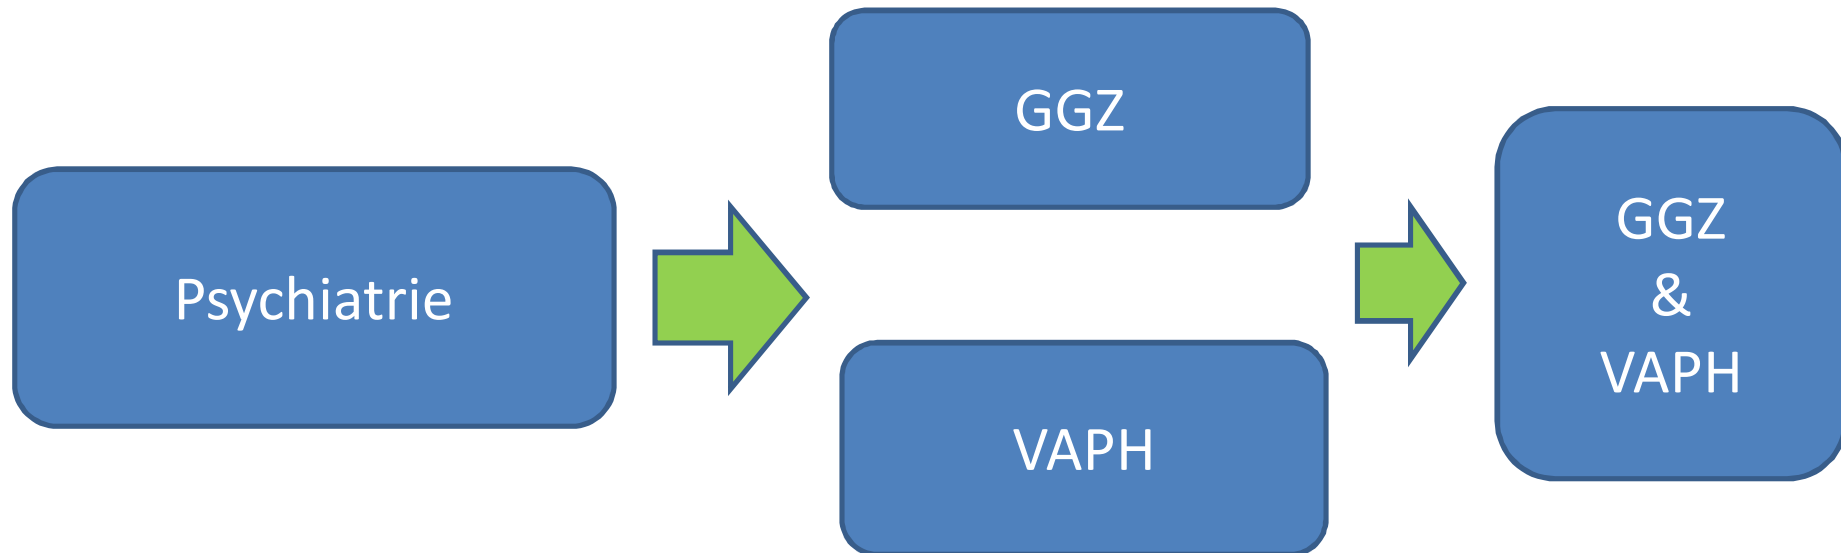 Psychiatrie
GGZ
VAPH
GGZ
&
VAPH